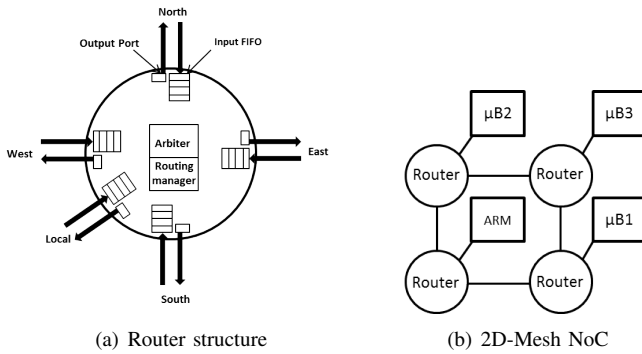 North
Output Port
Input FIFO
West
Arbiter
Routing
manager
East
Local
South
(a) Router structure
µB2
µB3
Router
Router
ARM
µB1
Router
Router
(b) 2D-Mesh NoC